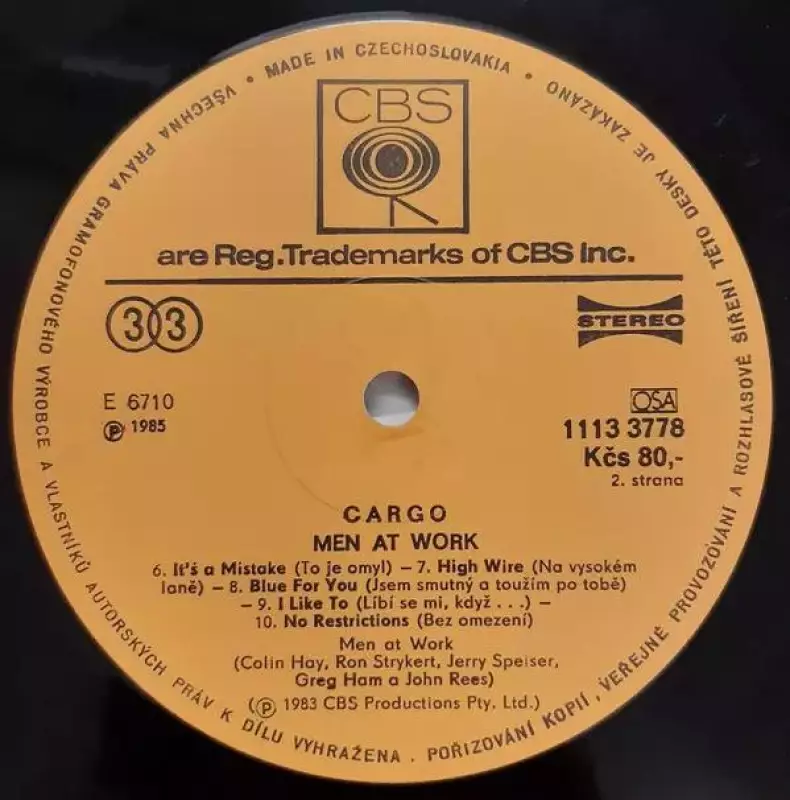 • MADE IN CZECHOSLOVAKIA •
VŠECHNA PRÁVA GRAMOFONOVÉHO VÝROBCE A VLASTNÍKŮ AUTORSKÝCH PRÁV K DÍLU VYHRAŽENA . POŘIZOVÁNÍ KOPIÍ , VEŘEJNÉ PROVOZOVÁNÍ A ROZHLASOVÉ ŠÍŘENÍ TÉTO DESKY JE ZAKÁZÁNO
CBS
are Reg.Trademarks of CBS Inc.
33
STEREO
E 6710
Ⓟ 1985
OSA
1113 3778
Kčs 80,-
2. strana
CARGO
MEN AT WORK
6. It's a Mistake (To je omyl) – 7. High Wire (Na vysokém
laně) – 8. Blue For You (Jsem smutný a toužím po tobě)
– 9. I Like To (Líbí se mi, když . . .) –
10. No Restrictions (Bez omezení)
Men at Work
(Colin Hay, Ron Strykert, Jerry Speiser,
Greg Ham a John Rees)
(Ⓟ 1983 CBS Productions Pty. Ltd.)